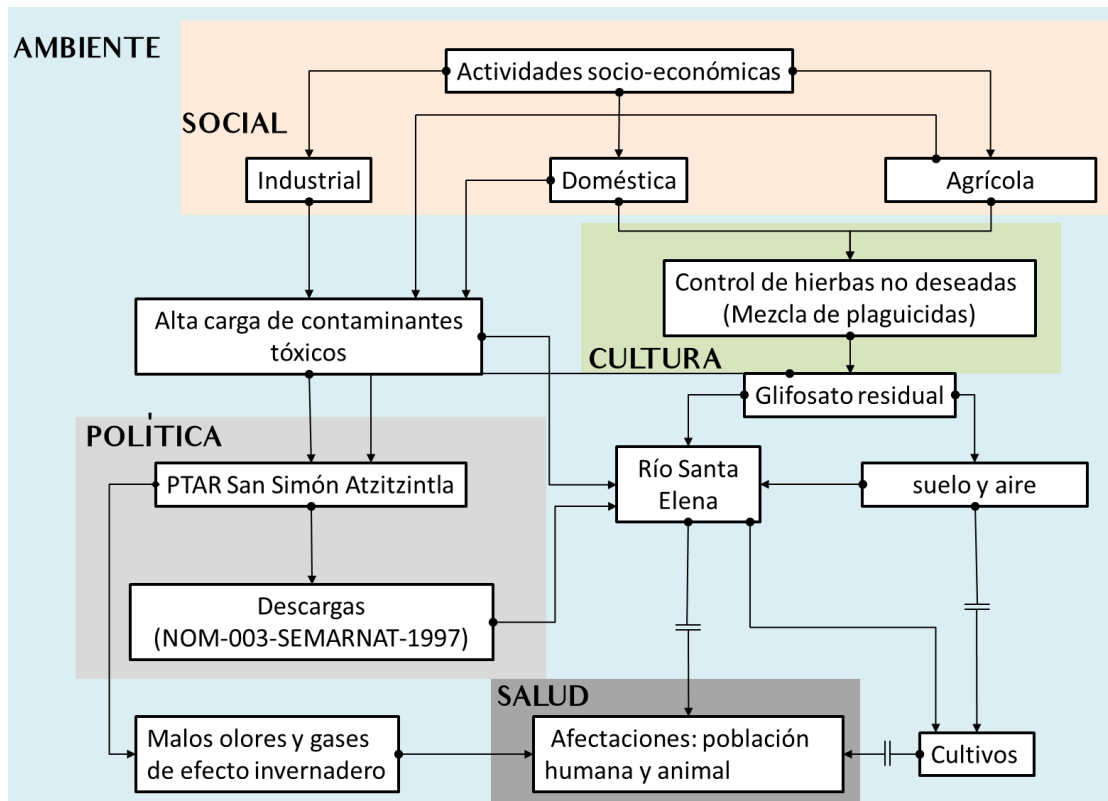 AMBIENTE
Actividades socio-económicas
SOCIAL
Industrial
Doméstica
Agrícola
Control de hierbas no deseadas
(Mezcla de plaguicidas)
Alta carga de contaminantes
tóxicos
CULTURA
Glifosato residual
POLÍTICA
PTAR San Simón Atzitzintla
Río Santa
Elena
suelo y aire
Descargas
(NOM-003-SEMARNAT-1997)
SALUD
Malos olores y gases
de efecto invernadero
Afectaciones: población
humana y animal
Cultivos